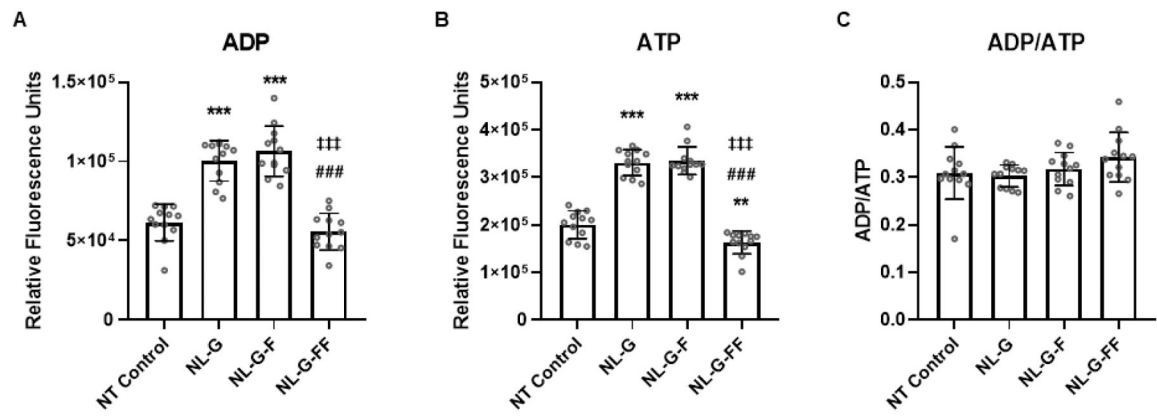 A
ADP
Relative Fluorescence Units
1.5×10⁵
1×10⁵
5×10⁴
0
***
***
‡‡‡
###
NT Control
NL-G
NL-G-F
NL-G-FF
B
ATP
Relative Fluorescence Units
5×10⁵
4×10⁵
3×10⁵
2×10⁵
1×10⁵
0
***
***
‡‡‡
###
**
NT Control
NL-G
NL-G-F
NL-G-FF
C
ADP/ATP
ADP/ATP
0.5
0.4
0.3
0.2
0.1
0.0
NT Control
NL-G
NL-G-F
NL-G-FF